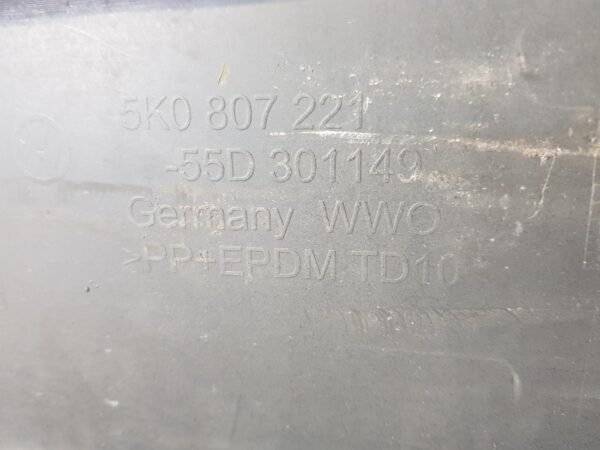 5K0 807 221
-55D 301149
Germany WWO
>PP+EPDM TD10